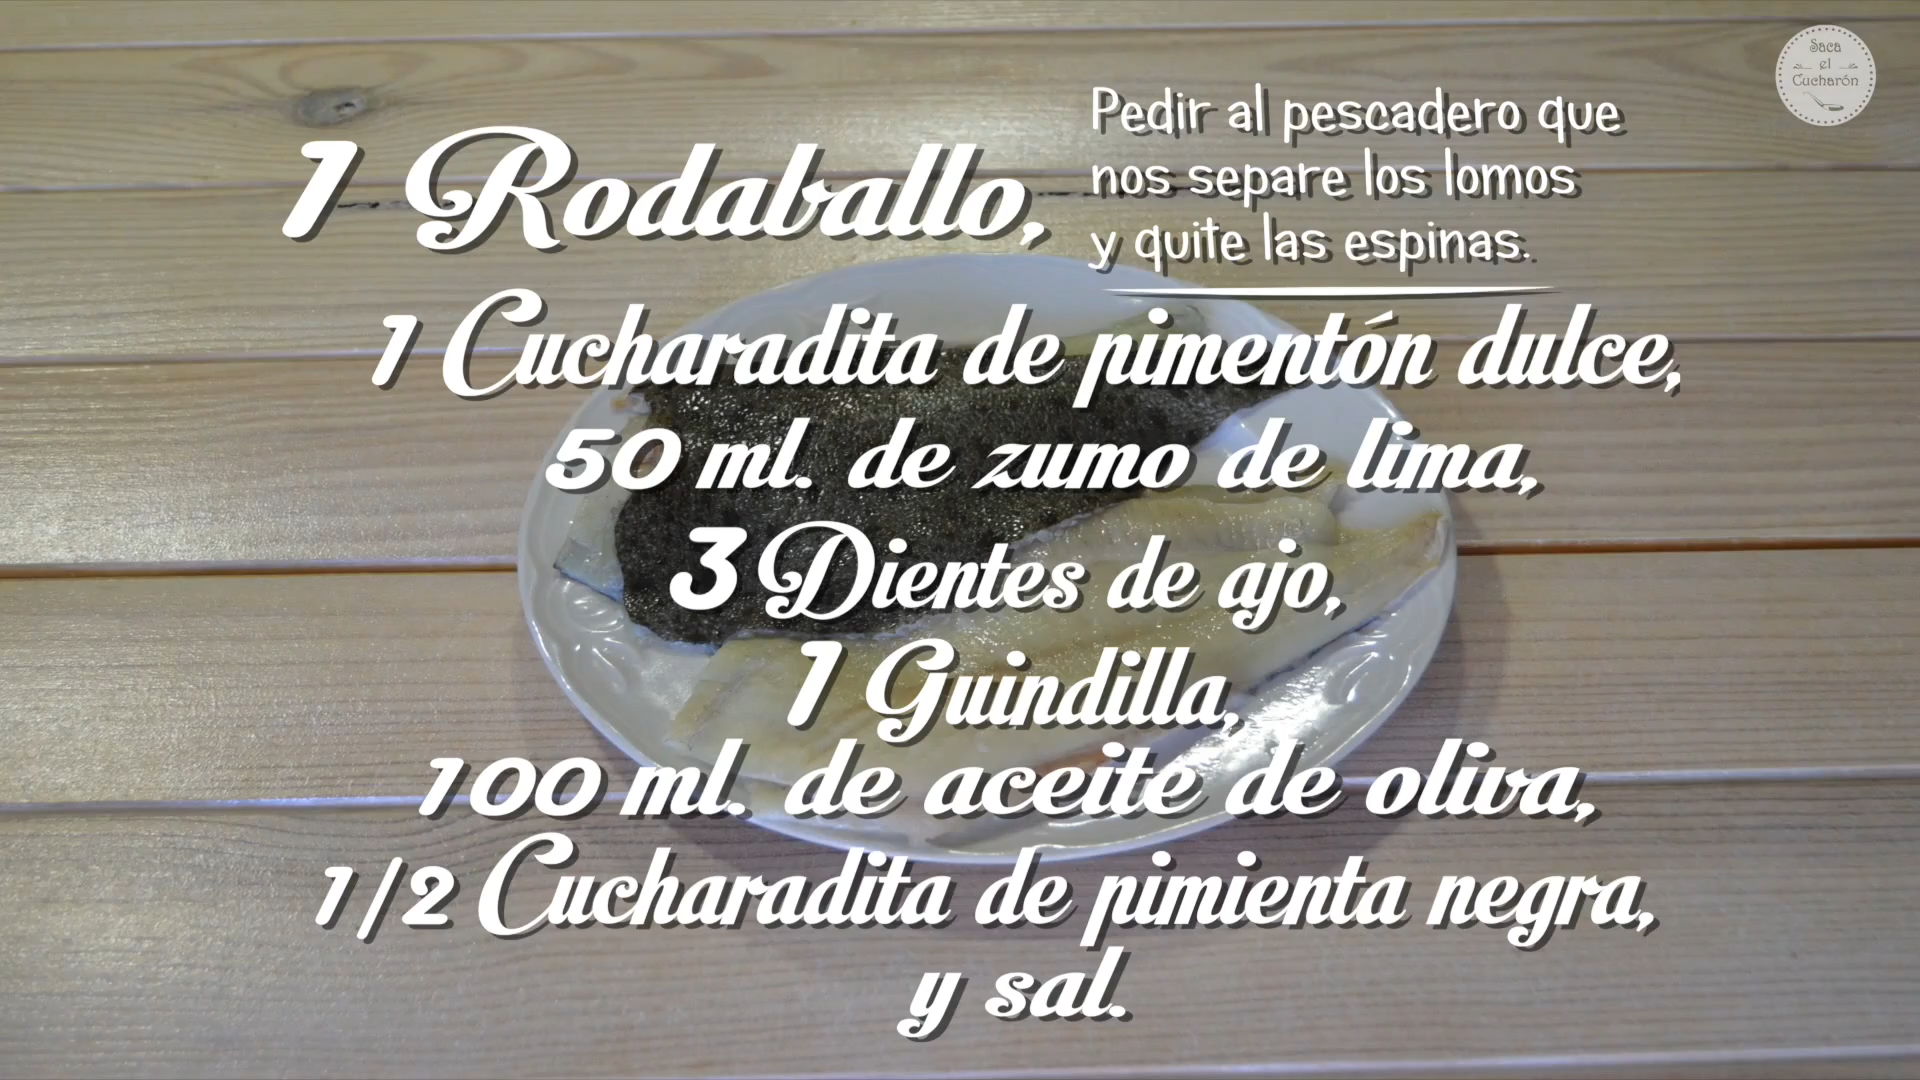 Saca
el
Cucharón
1 Rodaballo,
Pedir al pescadero que
nos separe los lomos
y quite las espinas.
1 Cucharadita de pimentón dulce,
50 ml. de zumo de lima,
3 Dientes de ajo,
1 Guindilla,
100 ml. de aceite de oliva,
1/2 Cucharadita de pimienta negra,
y sal.